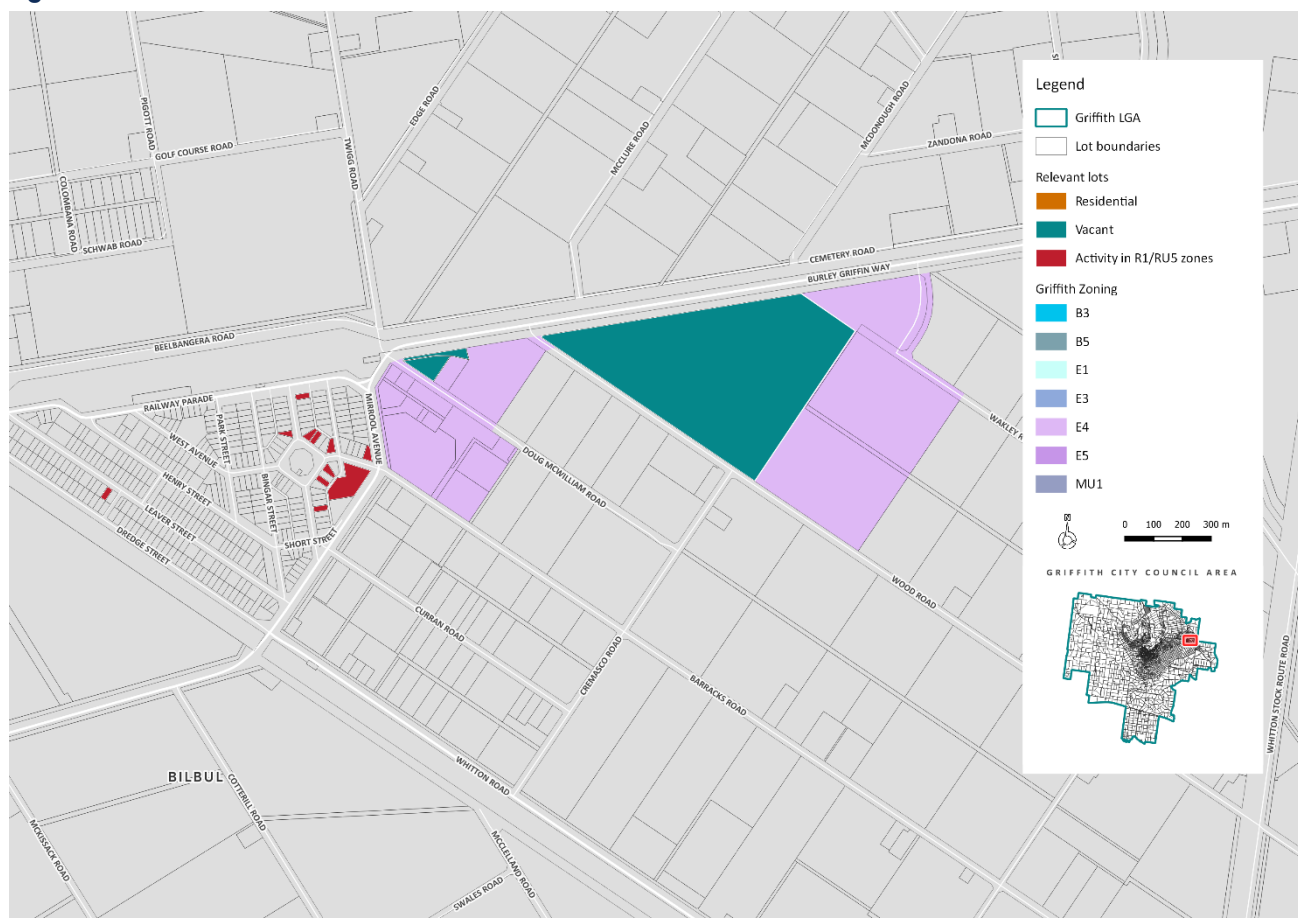 EDGE ROAD
MCDONOUGH ROAD
PIGOTT ROAD
TWIGG ROAD
MCCLURE ROAD
ZANDONA ROAD
GOLF COURSE ROAD
COLOMBANA ROAD
SCHWAB ROAD
CEMETERY ROAD
BURLEY GRIFFIN WAY
BEELBANGERA ROAD
RAILWAY PARADE
MIRROOL AVENUE
PARK STREET
WEST AVENUE
HENRY STREET
BINGAR STREET
LEAVER STREET
SHORT STREET
DREDGE STREET
DOUG MCWILLIAM ROAD
WAKLEY
WOOD ROAD
CURRAN ROAD
CREMASCO ROAD
BARRACKS ROAD
WHITTON ROAD
WHITTON STOCK ROUTE ROAD
BILBUL
COTTERILL ROAD
MCKISSACK ROAD
MCCLELLAND ROAD
SWALES ROAD
Legend
Griffith LGA
Lot boundaries
Relevant lots
Residential
Vacant
Activity in R1/RU5 zones
Griffith Zoning
B3
B5
E1
E3
E4
E5
MU1
N
0 100 200 300 m
GRIFFITH CITY COUNCIL AREA